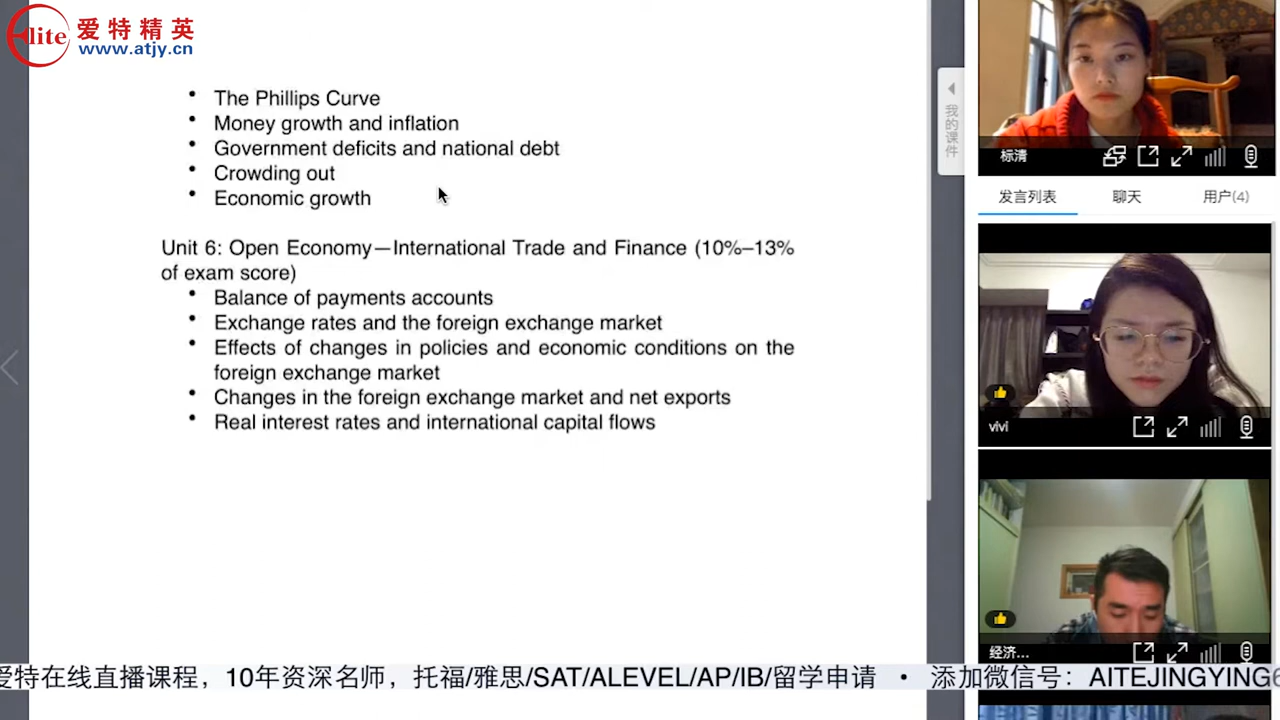 Elite 爱特精英
www.atjy.cn
• The Phillips Curve
• Money growth and inflation
• Government deficits and national debt
• Crowding out
• Economic growth
Unit 6: Open Economy—International Trade and Finance (10%–13%
of exam score)
• Balance of payments accounts
• Exchange rates and the foreign exchange market
• Effects of changes in policies and economic conditions on the
foreign exchange market
• Changes in the foreign exchange market and net exports
• Real interest rates and international capital flows
我的课件
标清
发言列表 聊天 用户(4)
vivi
经济...
爱特在线直播课程，10年资深名师，托福/雅思/SAT/ALEVEL/AP/IB/留学申请 • 添加微信号：AITEJINGYING6